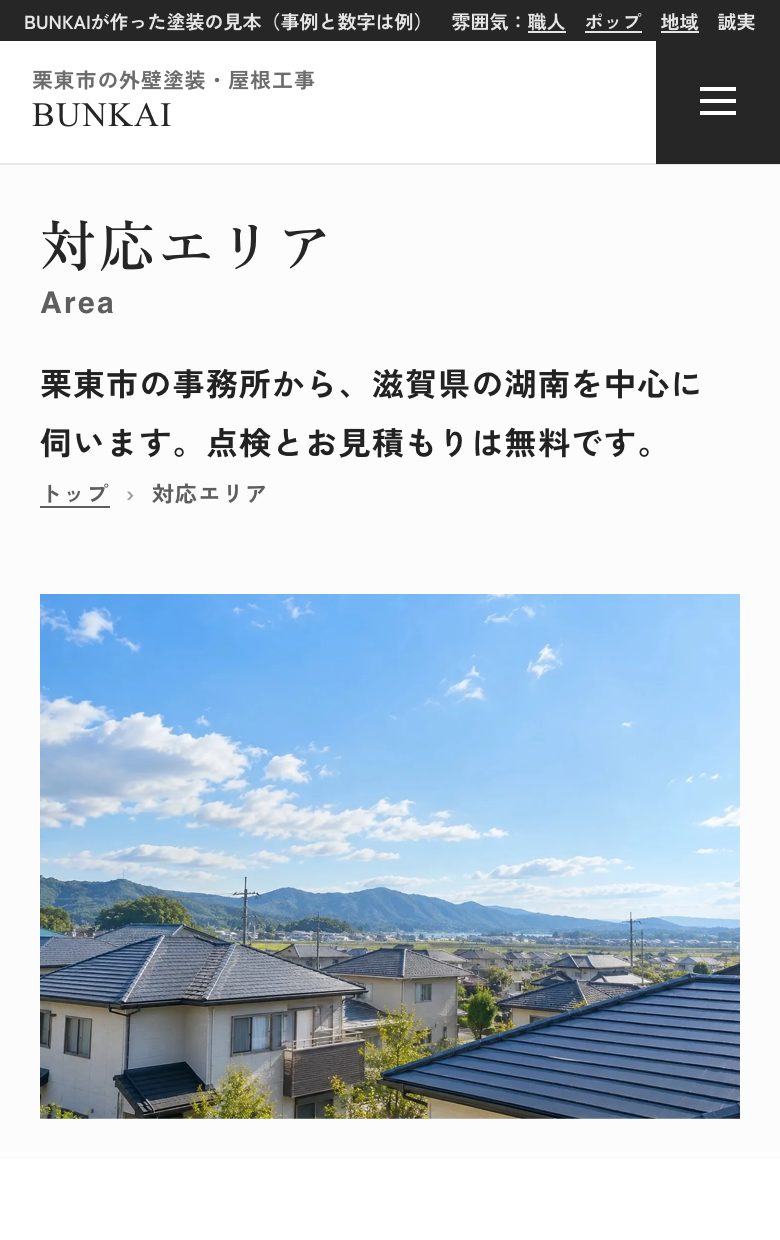 BUNKAIが作った塗装の見本（事例と数字は例） 雰囲気：職人 ポップ 地域 誠実
栗東市の外壁塗装・屋根工事
BUNKAI
対応エリア
Area
栗東市の事務所から、滋賀県の湖南を中心に
伺います。点検とお見積もりは無料です。
トップ › 対応エリア